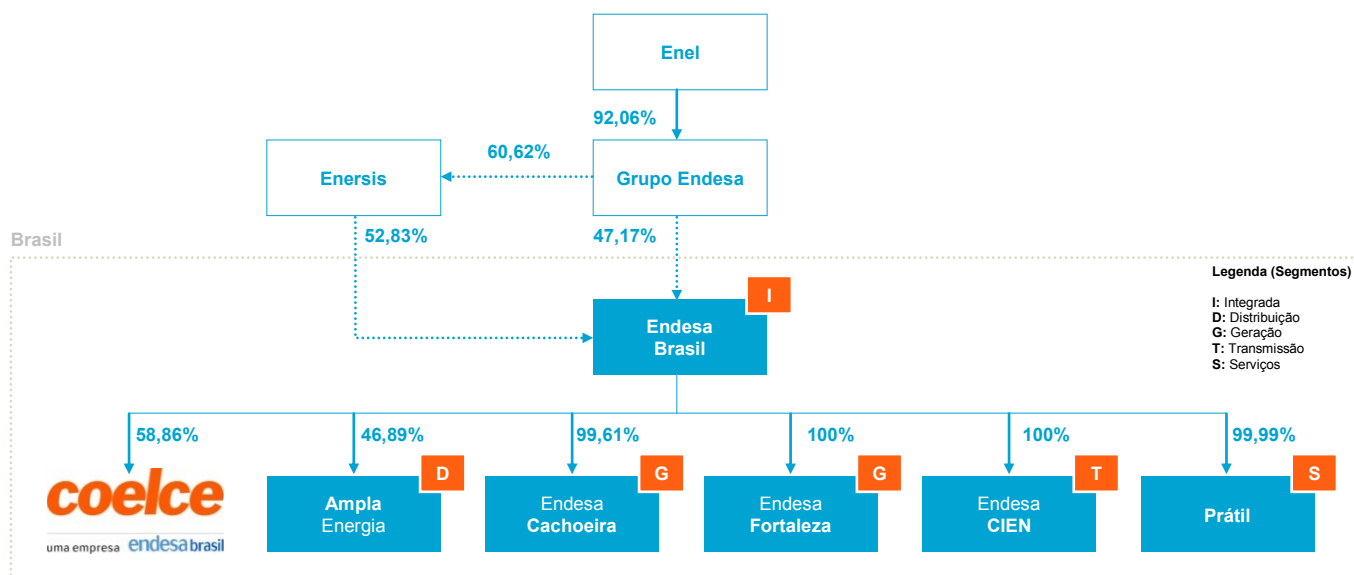 Enel
92,06%
60,62%
Enersis
Grupo Endesa
52,83%
47,17%
Brasil
Legenda (Segmentos)
I: Integrada
D: Distribuição
G: Geração
T: Transmissão
S: Serviços
I
Endesa
Brasil
58,86%
46,89%
99,61%
100%
100%
99,99%
coelce
uma empresa endesa brasil
D
Ampla
Energia
G
Endesa
Cachoeira
G
Endesa
Fortaleza
T
Endesa
CIEN
S
Prátil